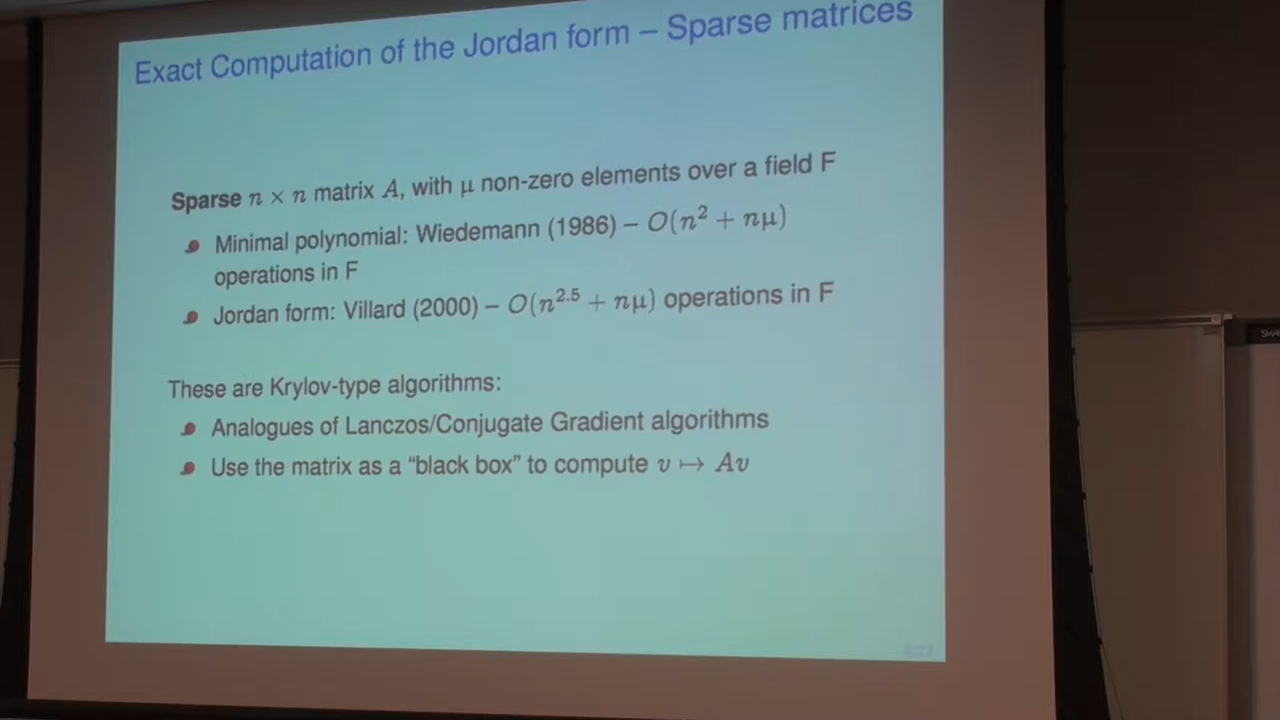 Exact Computation of the Jordan form – Sparse matrices
Sparse n × n matrix A, with μ non-zero elements over a field F
Minimal polynomial: Wiedemann (1986) – O(n² + nμ)
operations in F
Jordan form: Villard (2000) – O(n^2.5 + nμ) operations in F
These are Krylov-type algorithms:
Analogues of Lanczos/Conjugate Gradient algorithms
Use the matrix as a “black box” to compute v ↦ Av